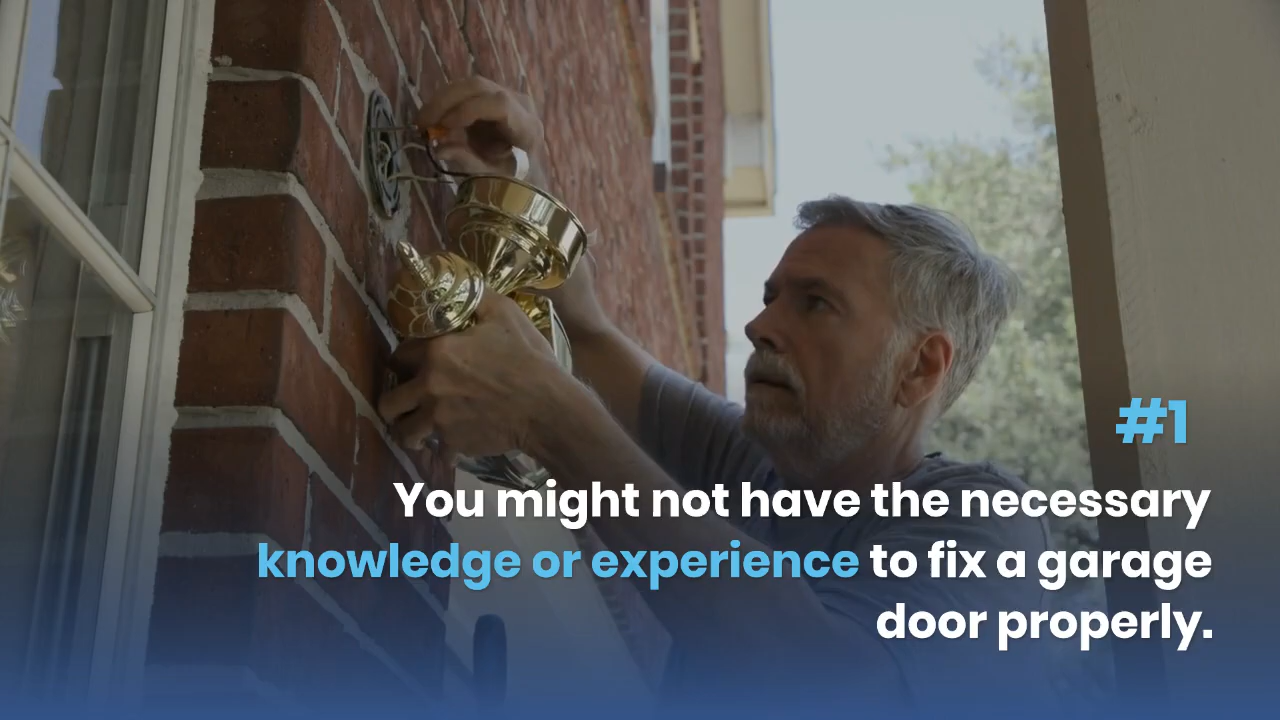 #1
You might not have the necessary
knowledge or experience to fix a garage
door properly.